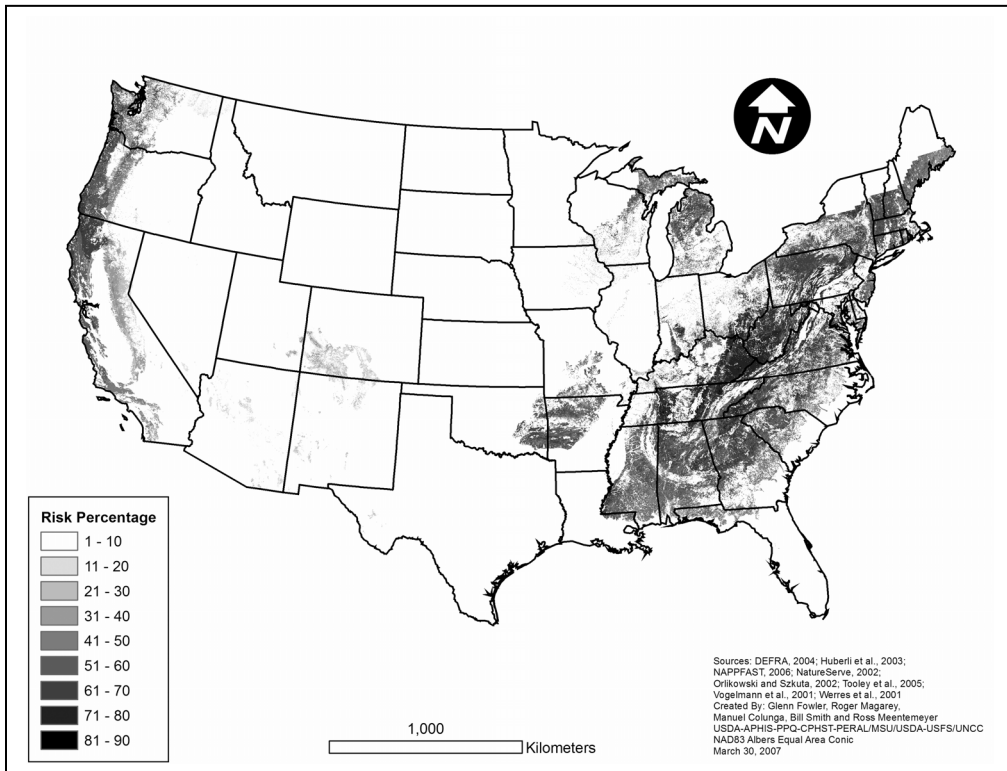 N
Risk Percentage
1 - 10
11 - 20
21 - 30
31 - 40
41 - 50
51 - 60
61 - 70
71 - 80
81 - 90
1,000
Kilometers
Sources: DEFRA, 2004; Huberli et al., 2003;
NAPPFAST, 2006; NatureServe, 2002;
Orlikowski and Szkuta, 2002; Tooley et al., 2005;
Vogelmann et al., 2001; Werres et al., 2001
Created By: Glenn Fowler, Roger Magarey,
Manuel Colunga, Bill Smith and Ross Meentemeyer
USDA-APHIS-PPQ-CPHST-PERAL/MSU/USDA-USFS/UNCC
NAD83 Albers Equal Area Conic
March 30, 2007